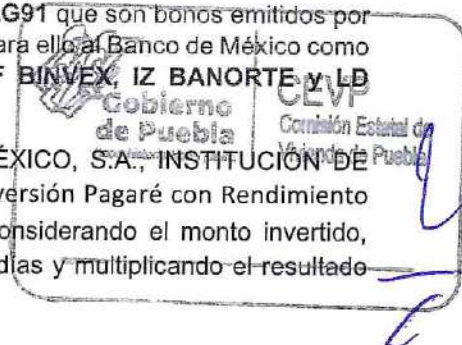 G91 que son bonos emitidos por
ara ello al Banco de México como
F BINVEX, IZ BANORTE y LD
Gobierno
de Puebla
CEVP
Comisión Estatal de
Vivienda de Puebla
ÉXICO, S.A., INSTITUCIÓN DE
versión Pagaré con Rendimiento
onsiderando el monto invertido,
días y multiplicando el resultado